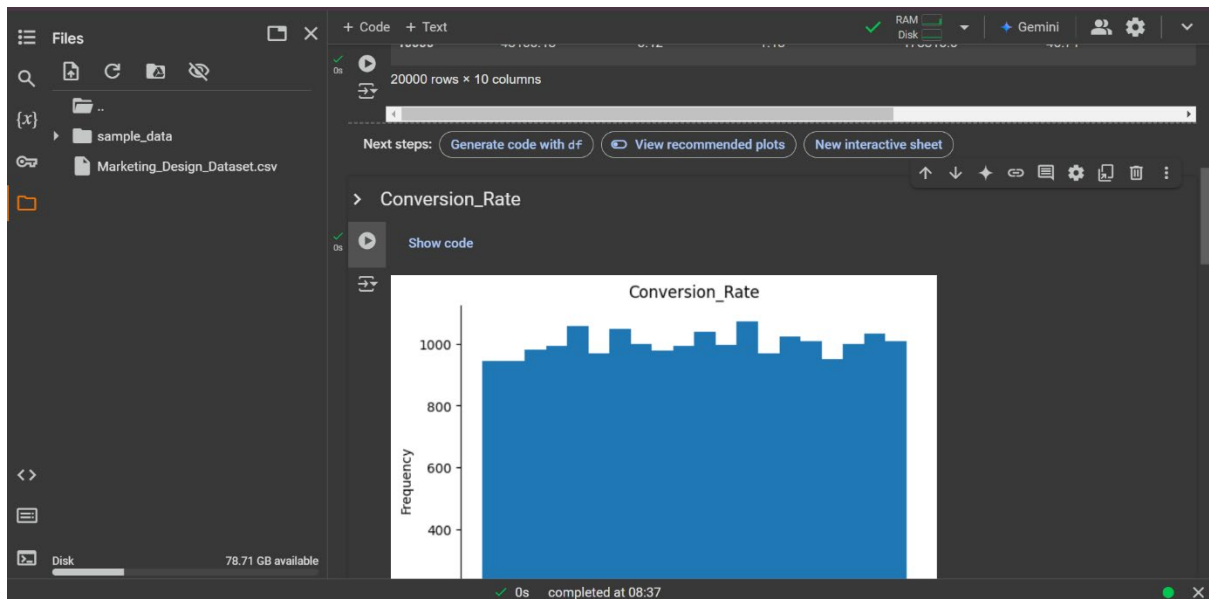 Files
..
sample_data
Marketing_Design_Dataset.csv
{x}
<>
Disk
78.71 GB available
+ Code + Text
RAM
Disk
Gemini
0s
20000 rows × 10 columns
Next steps: Generate code with df View recommended plots New interactive sheet
Conversion_Rate
0s
Show code
Conversion_Rate
1000
800
600
400
Frequency
0s completed at 08:37